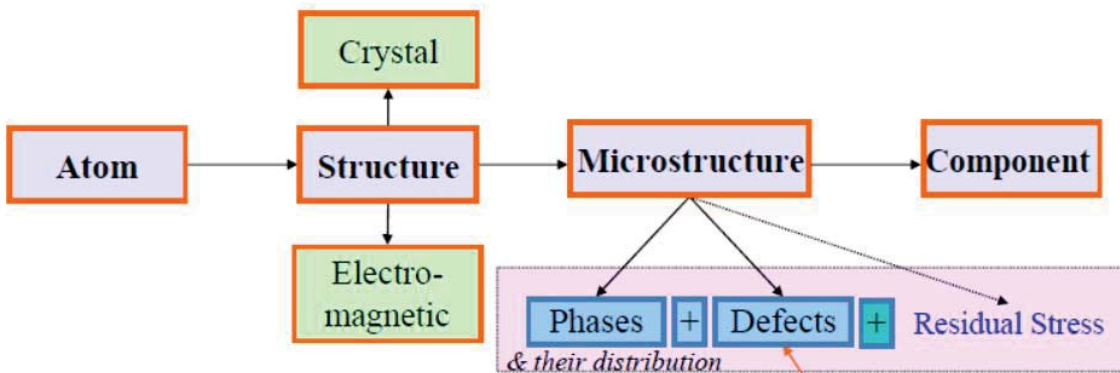 Crystal
Atom
Structure
Microstructure
Component
Electro-
magnetic
Phases + Defects + Residual Stress
& their distribution